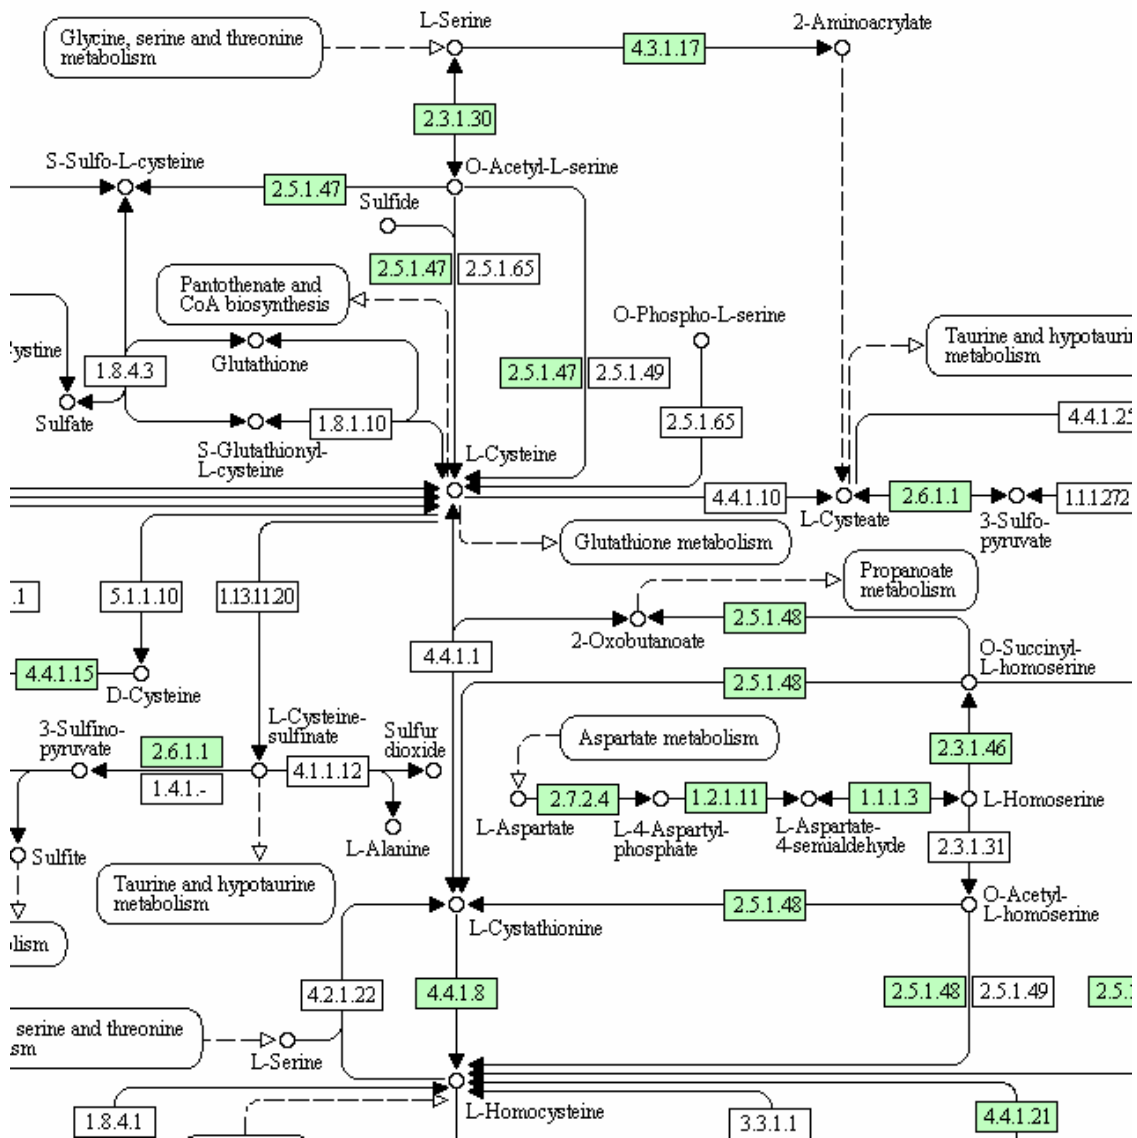 L-Serine
2-Aminoacrylate
Glycine, serine and threonine
metabolism
4.3.1.17
2.3.1.30
S-Sulfo-L-cysteine
O-Acetyl-L-serine
2.5.1.47
Sulfide
2.5.1.47
2.5.1.65
Pantothenate and
CoA biosynthesis
O-Phospho-L-serine
Taurine and hypotaurin
metabolism
ystine
1.8.4.3
Glutathione
2.5.1.47
2.5.1.49
Sulfate
1.8.1.10
2.5.1.65
4.4.1.25
S-Glutathionyl-
L-cysteine
L-Cysteine
4.4.1.10
2.6.1.1
1.1.1.272
L-Cysteate
3-Sulfo-
pyruvate
Glutathione metabolism
Propanoate
metabolism
.1
5.1.1.10
1.13.11.20
2.5.1.48
2-Oxobutanoate
4.4.1.1
O-Succinyl-
L-homoserine
4.4.1.15
D-Cysteine
2.5.1.48
3-Sulfino-
pyruvate
L-Cysteine-
sulfinate
Sulfur
dioxide
Aspartate metabolism
2.6.1.1
1.4.1.-
4.1.1.12
2.3.1.46
2.7.2.4
1.2.1.11
1.1.1.3
L-Homoserine
L-Aspartate
L-4-Aspartyl-
phosphate
L-Aspartate-
4-semialdehyde
L-Alanine
2.3.1.31
Sulfite
Taurine and hypotaurine
metabolism
O-Acetyl-
L-homoserine
2.5.1.48
L-Cystathionine
lism
4.2.1.22
4.4.1.8
2.5.1.48
2.5.1.49
2.5.
serine and threonine
sm
L-Serine
L-Homocysteine
1.8.4.1
3.3.1.1
4.4.1.21